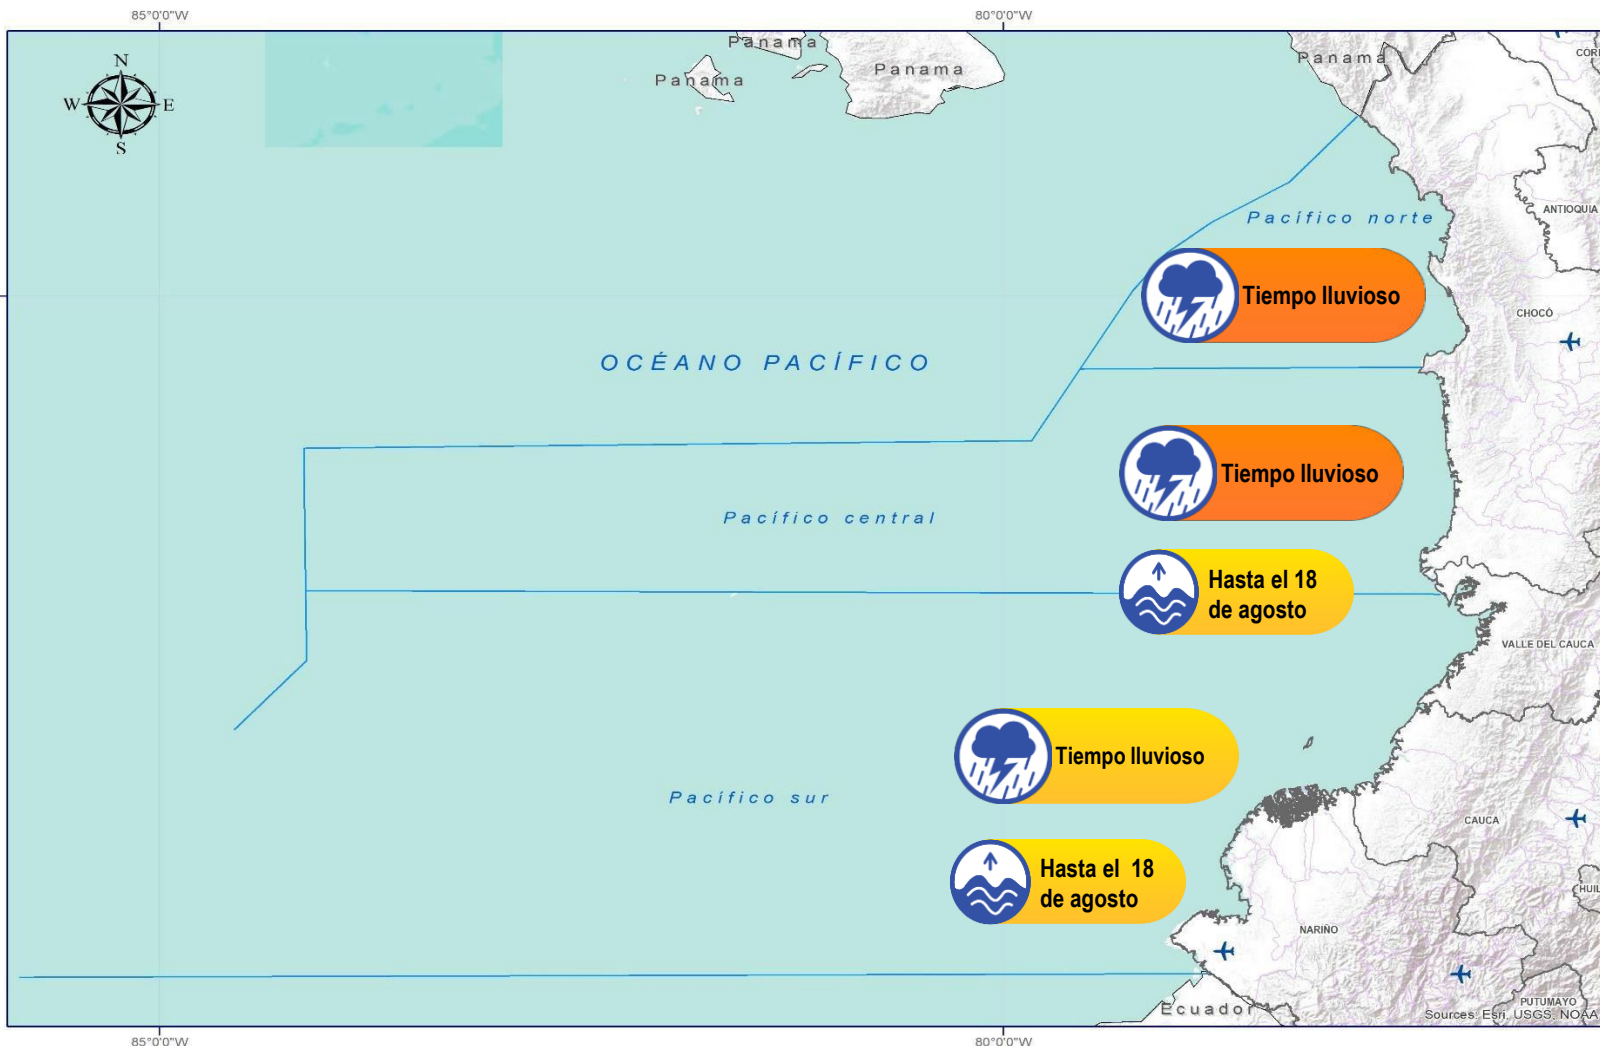 85°0'0"W
80°0'0"W
N
W
E
S
Panama
Panama
Panama
Panama
ANTIOQUIA
Pacífico norte
Tiempo lluvioso
CHOCÓ
OCÉANO PACÍFICO
Tiempo lluvioso
Pacífico central
Hasta el 18
de agosto
VALLE DEL CAUCA
Tiempo lluvioso
Pacífico sur
CAUCA
Hasta el 18
de agosto
HUIL
NARIÑO
PUTUMAYO
Ecuador
Sources: Esri, USGS, NOAA
85°0'0"W
80°0'0"W